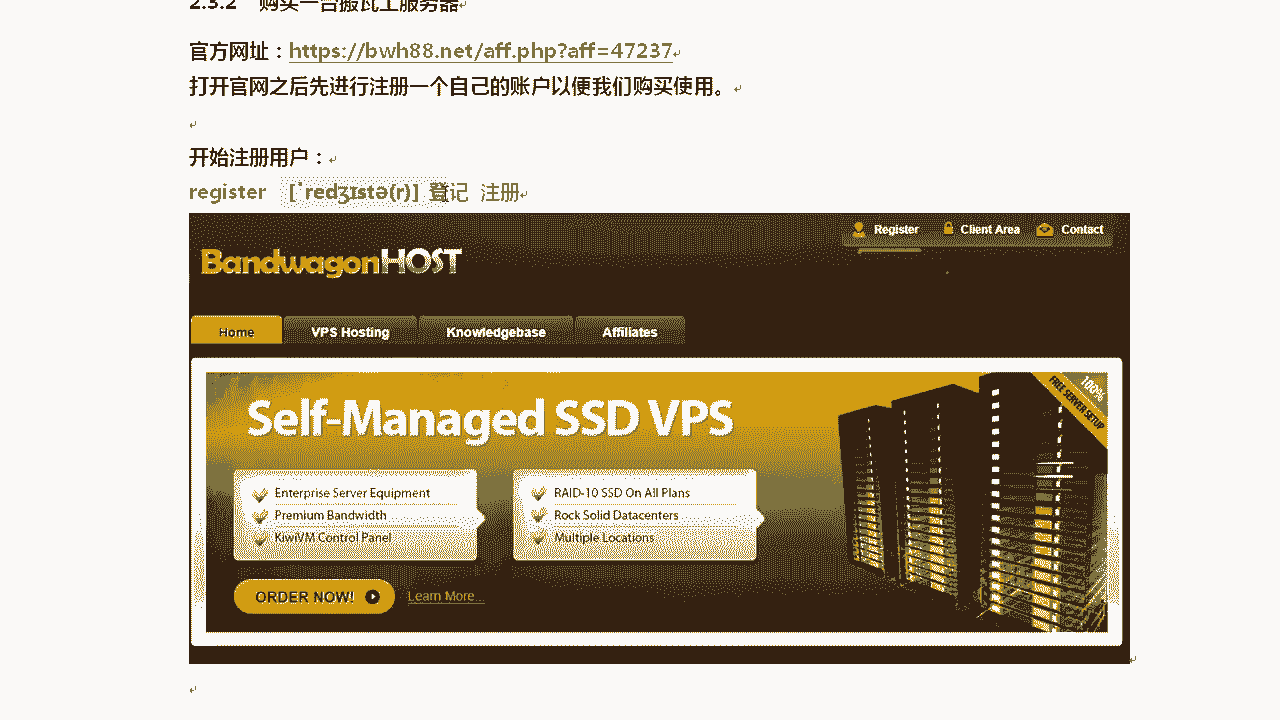 2.3.2 购买一台搬瓦工服务器
官方网址：https://bwh88.net/aff.php?aff=47237
打开官网之后先进行注册一个自己的账户以便我们购买使用。
开始注册用户：
register [ˈredʒɪstə(r)] 登记 注册
Register Client Area Contact
BandwagonHOST
Home VPS Hosting Knowledgebase Affiliates
Self-Managed SSD VPS
100%
FREE SERVER SETUP
Enterprise Server Equipment
Premium Bandwidth
KiwiVM Control Panel
RAID-10 SSD On All Plans
Rock Solid Datacenters
Multiple Locations
ORDER NOW! Learn More...